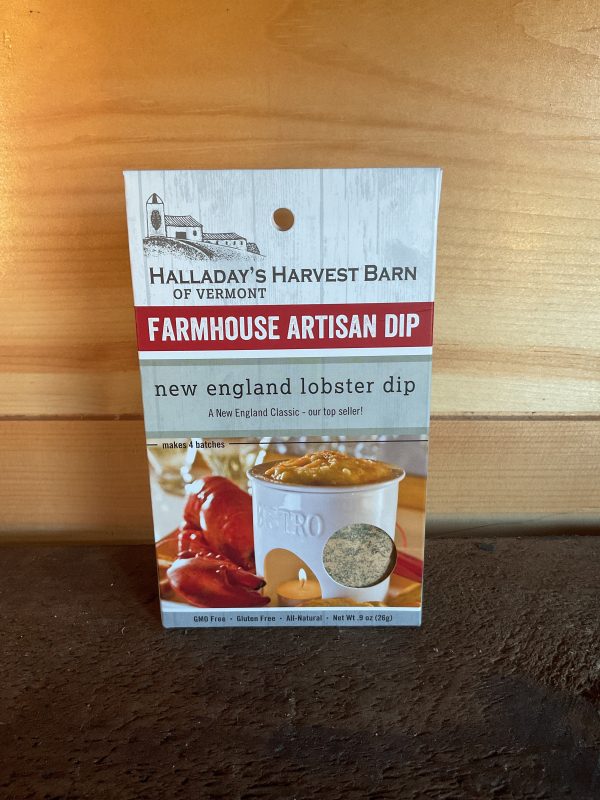 HALLADAY'S HARVEST BARN
OF VERMONT
FARMHOUSE ARTISAN DIP
new england lobster dip
A New England Classic - our top seller!
makes 4 batches
BISTRO
GMO Free • Gluten Free • All-Natural • Net Wt .9 oz (26g)